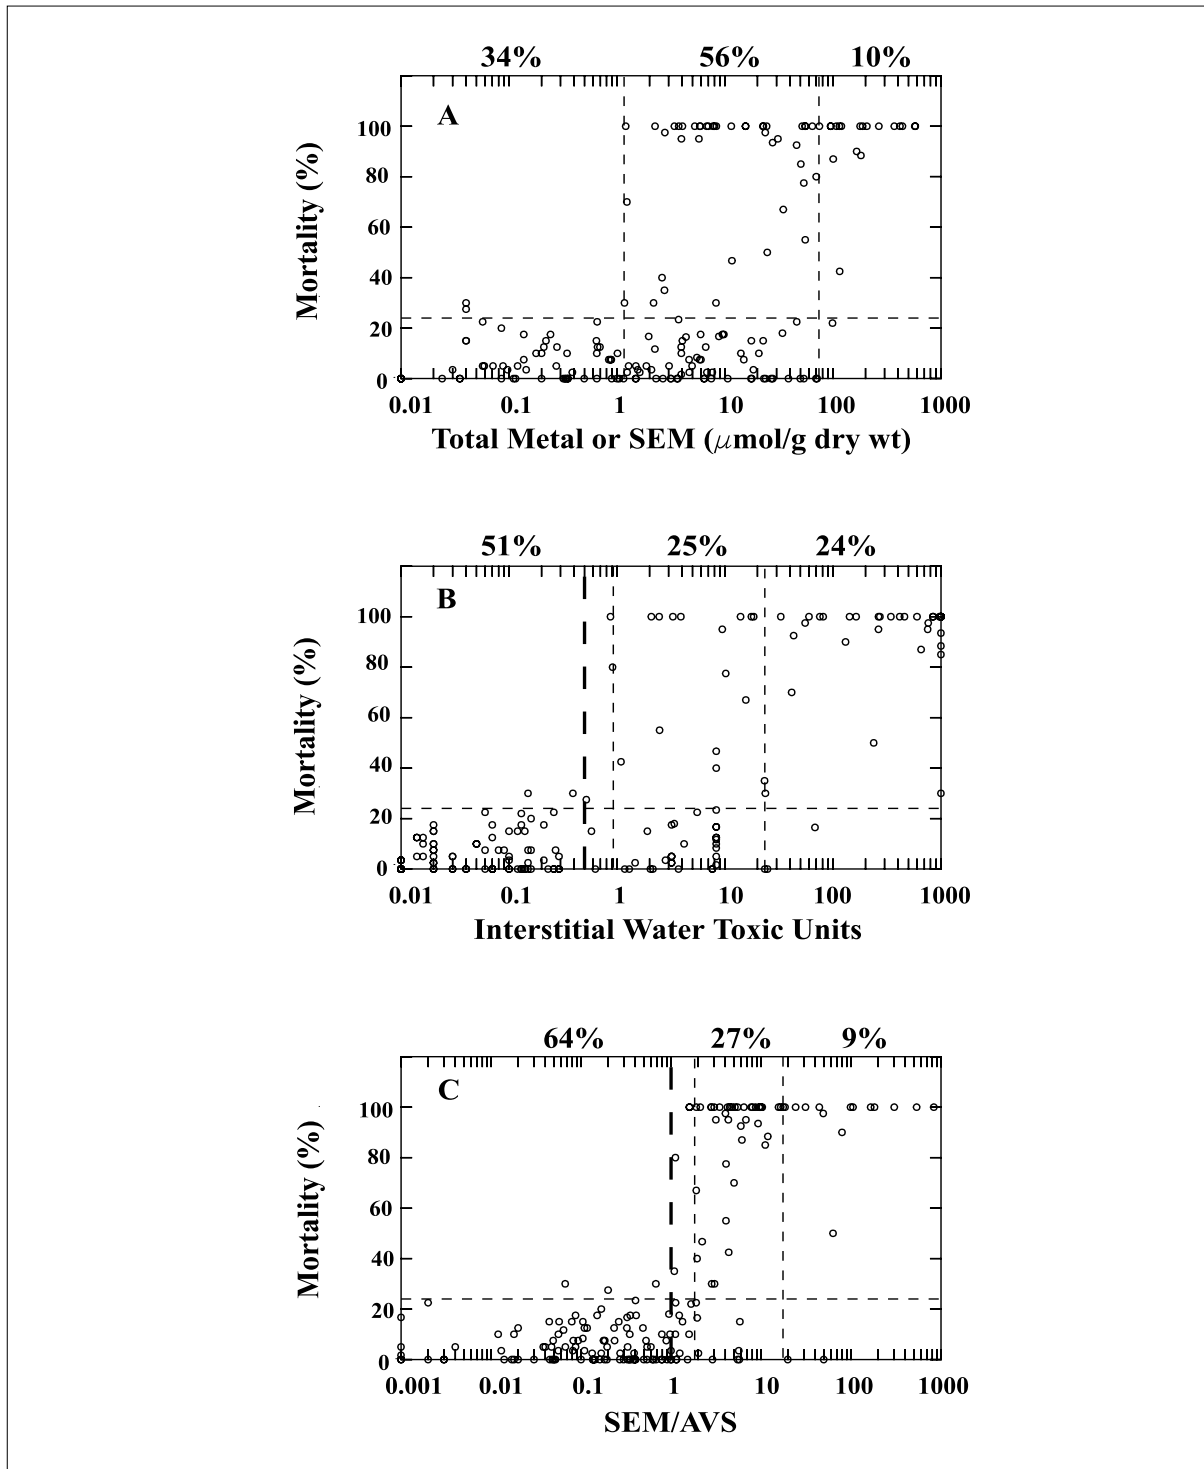 34% 56% 10%
A
100
80
60
40
20
0
Mortality (%)
0.01 0.1 1 10 100 1000
Total Metal or SEM (μmol/g dry wt)
51% 25% 24%
B
100
80
60
40
20
0
Mortality (%)
0.01 0.1 1 10 100 1000
Interstitial Water Toxic Units
64% 27% 9%
C
100
80
60
40
20
0
Mortality (%)
0.001 0.01 0.1 1 10 100 1000
SEM/AVS